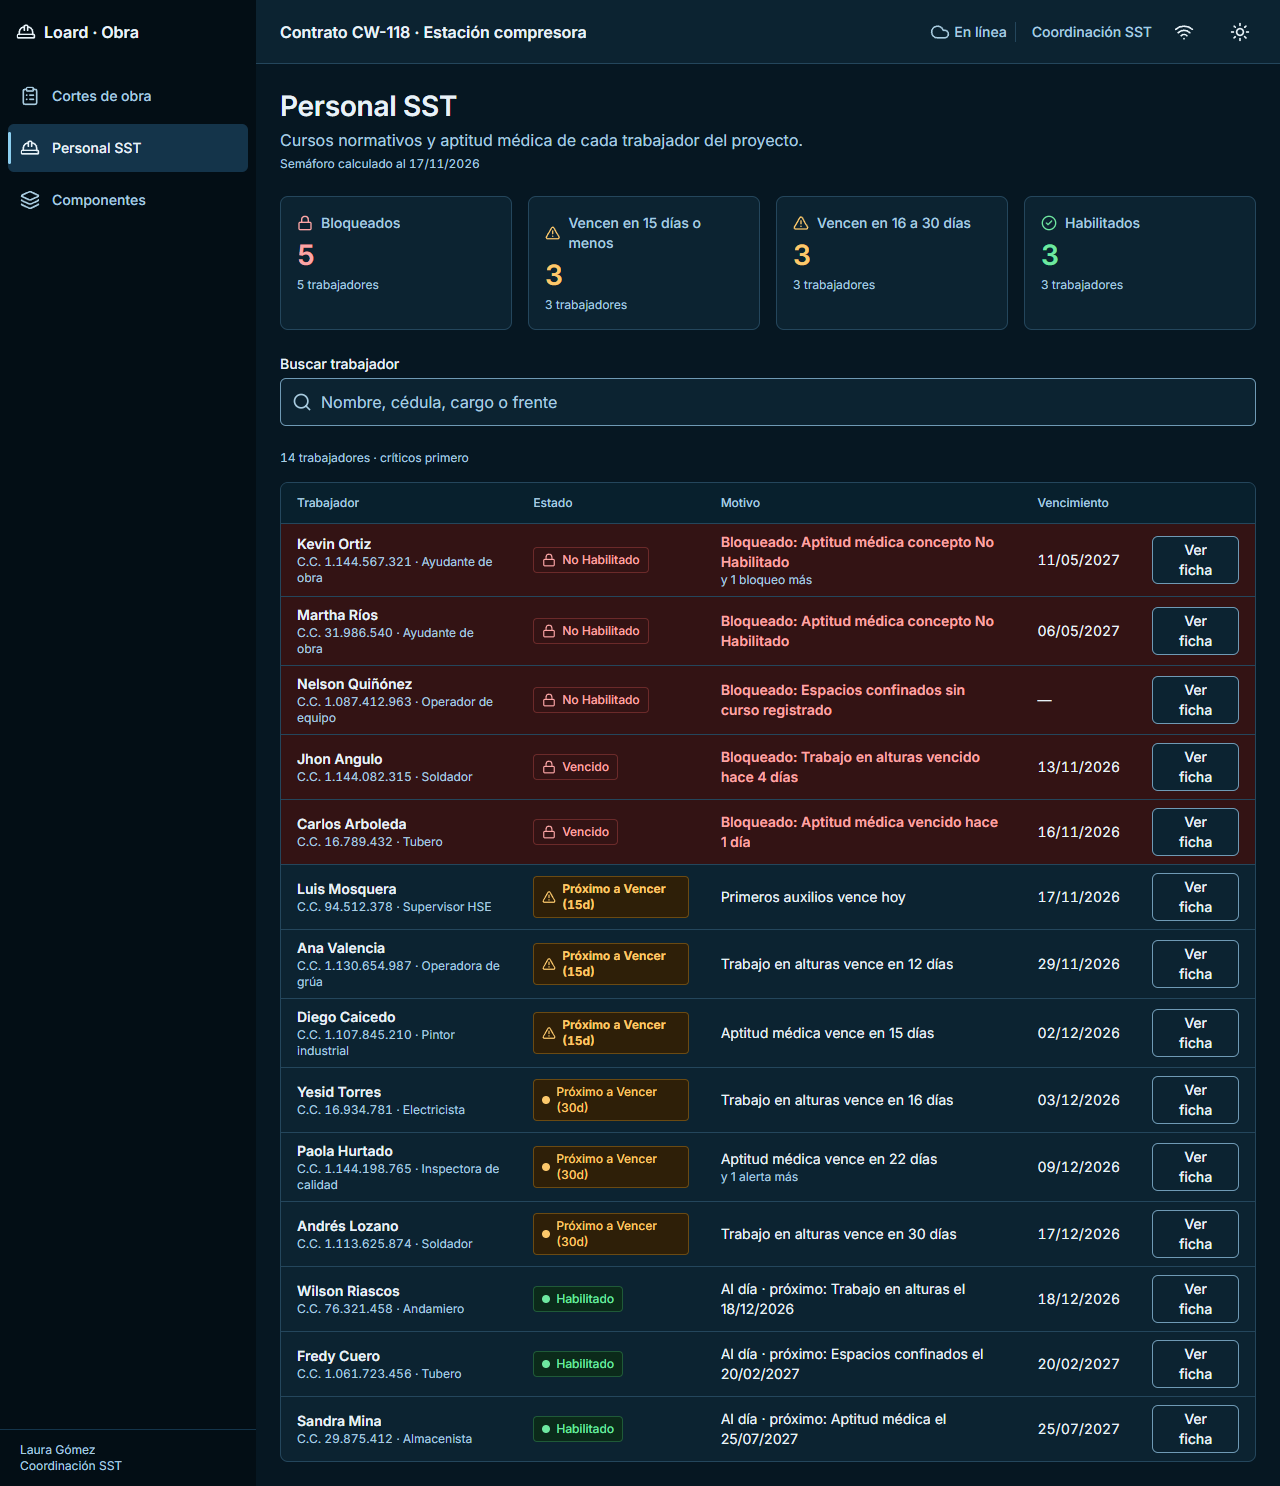 Loard · Obra
Contrato CW-118 · Estación compresora
En línea
Coordinación SST
Cortes de obra
Personal SST
Componentes
Personal SST
Cursos normativos y aptitud médica de cada trabajador del proyecto.
Semáforo calculado al 17/11/2026
Bloqueados
5
5 trabajadores
Vencen en 15 días o
menos
3
3 trabajadores
Vencen en 16 a 30 días
3
3 trabajadores
Habilitados
3
3 trabajadores
Buscar trabajador
Nombre, cédula, cargo o frente
14 trabajadores · críticos primero
Trabajador Estado Motivo Vencimiento
Kevin Ortiz
C.C. 1.144.567.321 · Ayudante de
obra
No Habilitado
Bloqueado: Aptitud médica concepto No
Habilitado
y 1 bloqueo más
11/05/2027
Ver
ficha
Martha Ríos
C.C. 31.986.540 · Ayudante de
obra
No Habilitado
Bloqueado: Aptitud médica concepto No
Habilitado
06/05/2027
Ver
ficha
Nelson Quiñónez
C.C. 1.087.412.963 · Operador de
equipo
No Habilitado
Bloqueado: Espacios confinados sin
curso registrado
—
Ver
ficha
Jhon Angulo
C.C. 1.144.082.315 · Soldador
Vencido
Bloqueado: Trabajo en alturas vencido
hace 4 días
13/11/2026
Ver
ficha
Carlos Arboleda
C.C. 16.789.432 · Tubero
Vencido
Bloqueado: Aptitud médica vencido hace
1 día
16/11/2026
Ver
ficha
Luis Mosquera
C.C. 94.512.378 · Supervisor HSE
Próximo a Vencer
(15d)
Primeros auxilios vence hoy
17/11/2026
Ver
ficha
Ana Valencia
C.C. 1.130.654.987 · Operadora de
grúa
Próximo a Vencer
(15d)
Trabajo en alturas vence en 12 días
29/11/2026
Ver
ficha
Diego Caicedo
C.C. 1.107.845.210 · Pintor
industrial
Próximo a Vencer
(15d)
Aptitud médica vence en 15 días
02/12/2026
Ver
ficha
Yesid Torres
C.C. 16.934.781 · Electricista
Próximo a Vencer
(30d)
Trabajo en alturas vence en 16 días
03/12/2026
Ver
ficha
Paola Hurtado
C.C. 1.144.198.765 · Inspectora de
calidad
Próximo a Vencer
(30d)
Aptitud médica vence en 22 días
y 1 alerta más
09/12/2026
Ver
ficha
Andrés Lozano
C.C. 1.113.625.874 · Soldador
Próximo a Vencer
(30d)
Trabajo en alturas vence en 30 días
17/12/2026
Ver
ficha
Wilson Riascos
C.C. 76.321.458 · Andamiero
Habilitado
Al día · próximo: Trabajo en alturas el
18/12/2026
18/12/2026
Ver
ficha
Fredy Cuero
C.C. 1.061.723.456 · Tubero
Habilitado
Al día · próximo: Espacios confinados el
20/02/2027
20/02/2027
Ver
ficha
Sandra Mina
C.C. 29.875.412 · Almacenista
Habilitado
Al día · próximo: Aptitud médica el
25/07/2027
25/07/2027
Ver
ficha
Laura Gómez
Coordinación SST